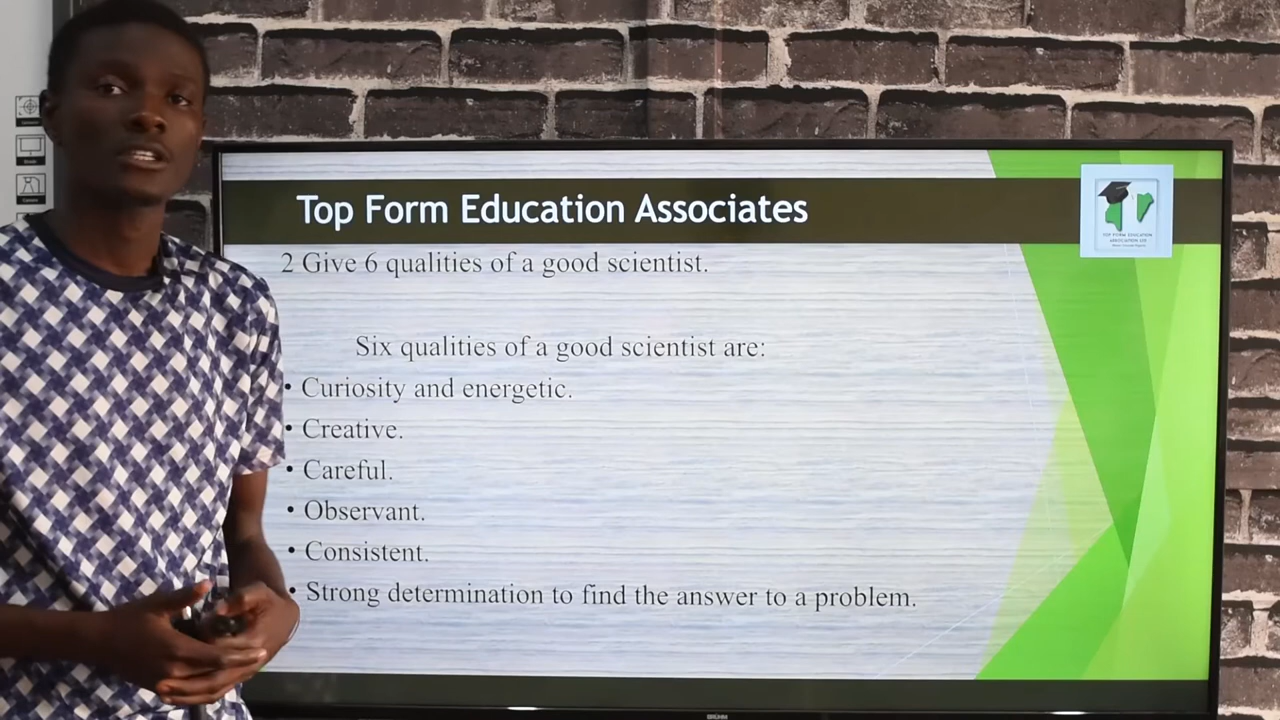 Top Form Education Associates
2 Give 6 qualities of a good scientist.
Six qualities of a good scientist are:
• Curiosity and energetic.
• Creative.
• Careful.
• Observant.
• Consistent.
• Strong determination to find the answer to a problem.